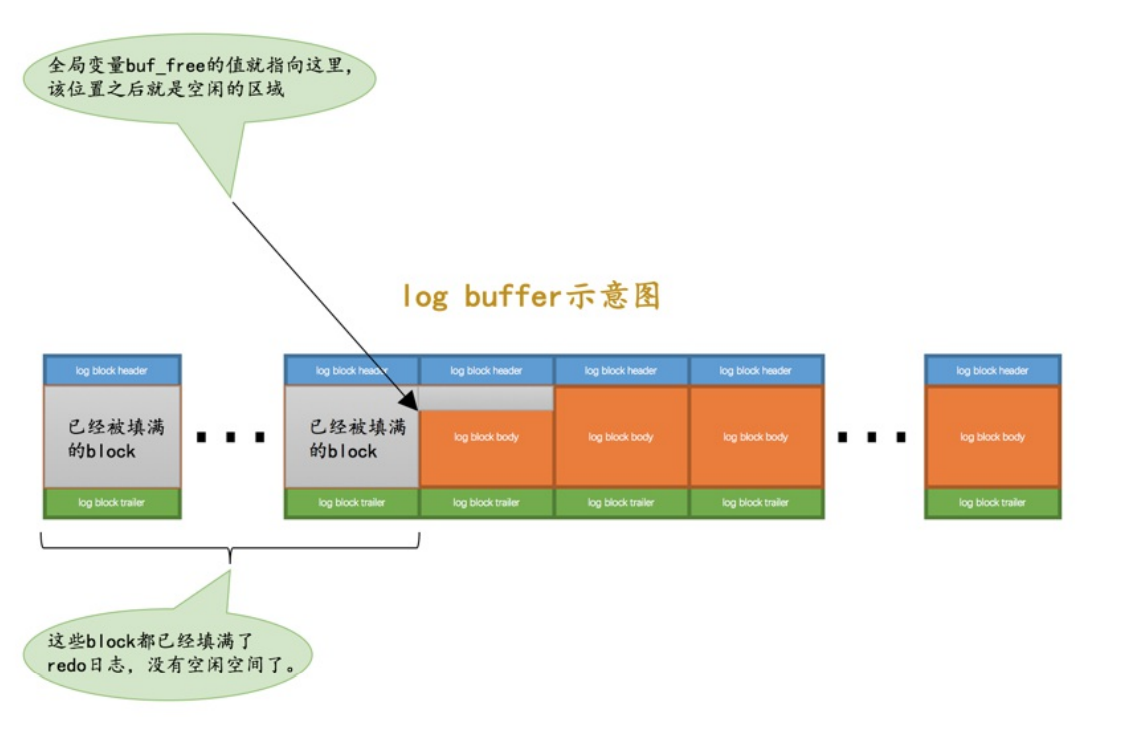 全局变量buf_free的值就指向这里，
该位置之后就是空闲的区域
log buffer示意图
log block header
log block header
log block header
log block header
log block header
log block header
已经被填满
的block
已经被填满
的block
log block body
log block body
log block body
log block body
log block trailer
log block trailer
log block trailer
log block trailer
log block trailer
log block trailer
这些block都已经填满了
redo日志，没有空闲空间了。